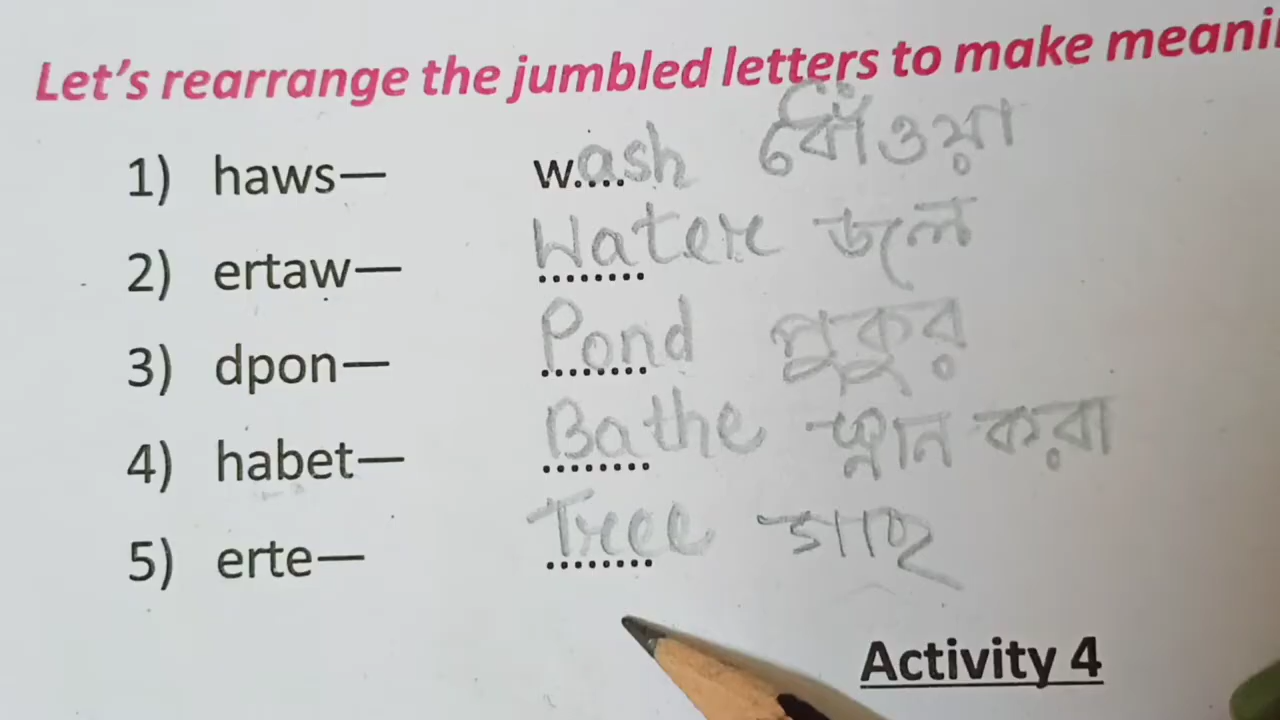 Let's rearrange the jumbled letters to make meani
1) haws— w....ash ধোঁওয়া
2) ertaw— Water জল
3) dpon— Pond পুকুর
4) habet— Bathe স্নান করা
5) erte— Tree গাছ
Activity 4